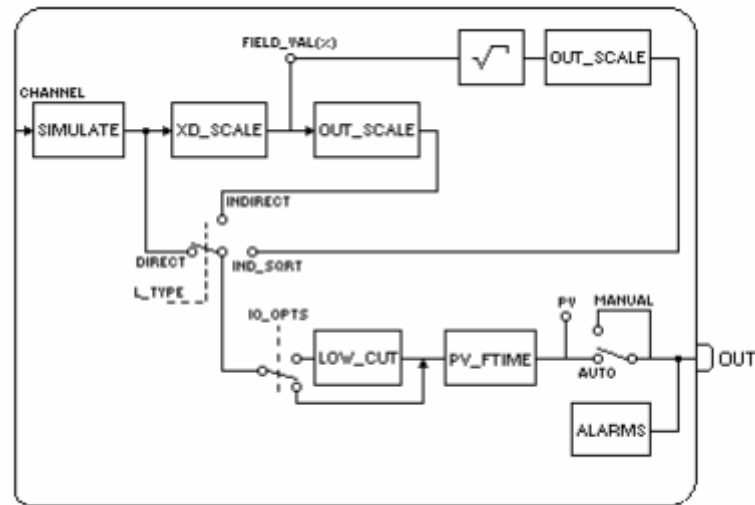 FIELD_VAL(%)
√
OUT_SCALE
CHANNEL
SIMULATE
XD_SCALE
OUT_SCALE
INDIRECT
DIRECT
IND_SQRT
L_TYPE
IO_OPTS
LOW_CUT
PV_FTIME
PV
MANUAL
AUTO
OUT
ALARMS